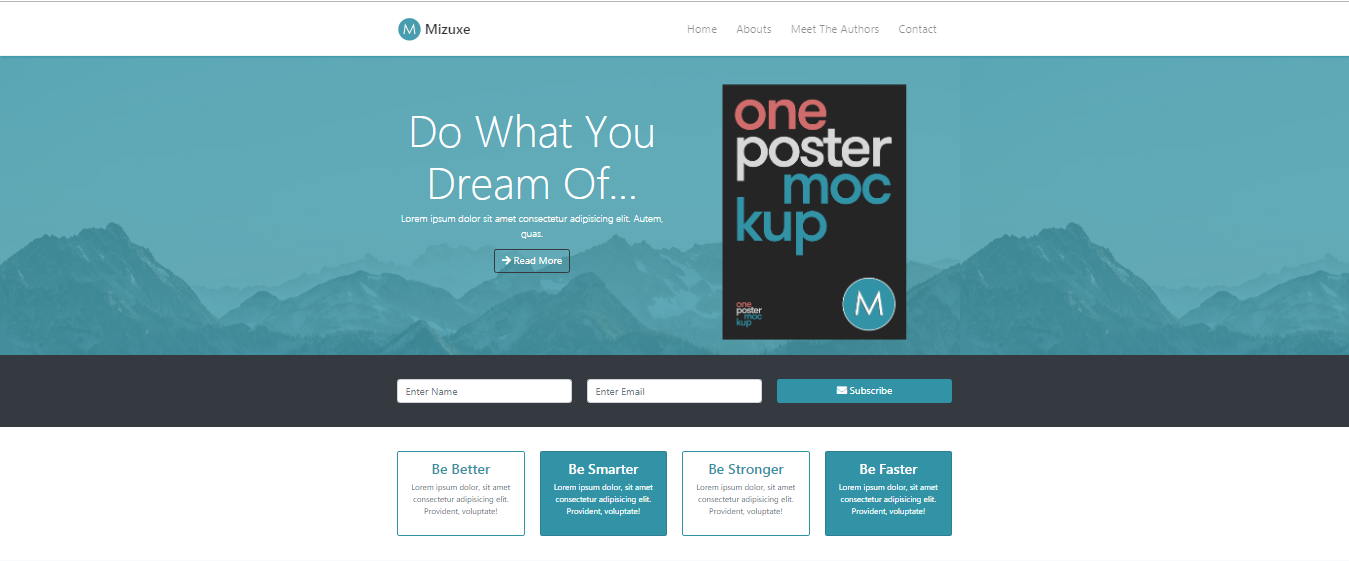 M Mizuxe
Home Abouts Meet The Authors Contact
Do What You
Dream Of...
Lorem ipsum dolor sit amet consectetur adipisicing elit. Autem,
quas.
Read More
one
poster
moc
kup
one
poster
moc
kup
M
Enter Name
Enter Email
Subscribe
Be Better
Lorem ipsum dolor, sit amet
consectetur adipisicing elit.
Provident, voluptate!
Be Smarter
Lorem ipsum dolor, sit amet
consectetur adipisicing elit.
Provident, voluptate!
Be Stronger
Lorem ipsum dolor, sit amet
consectetur adipisicing elit.
Provident, voluptate!
Be Faster
Lorem ipsum dolor, sit amet
consectetur adipisicing elit.
Provident, voluptate!